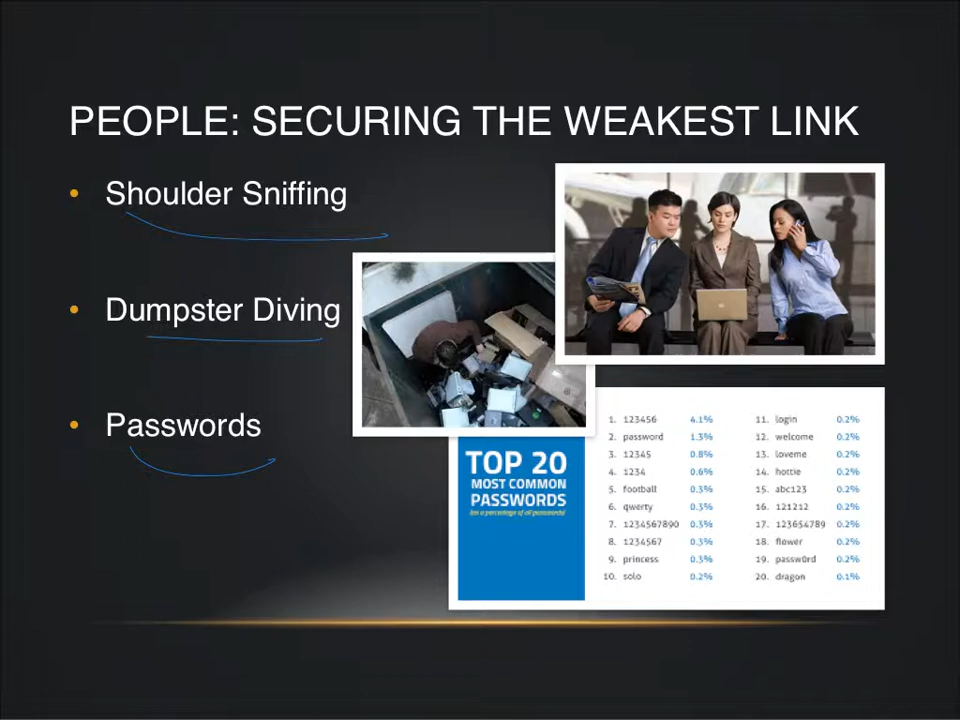 PEOPLE: SECURING THE WEAKEST LINK
• Shoulder Sniffing
• Dumpster Diving
• Passwords
TOP 20
MOST COMMON
PASSWORDS
(as a percentage of all passwords)
1. 123456 4.1%
2. password 1.3%
3. 12345 0.8%
4. 1234 0.6%
5. football 0.3%
6. qwerty 0.3%
7. 1234567890 0.3%
8. 1234567 0.3%
9. princess 0.3%
10. solo 0.2%
11. login 0.2%
12. welcome 0.2%
13. loveme 0.2%
14. hottie 0.2%
15. abc123 0.2%
16. 121212 0.2%
17. 123654789 0.2%
18. flower 0.2%
19. passw0rd 0.2%
20. dragon 0.1%